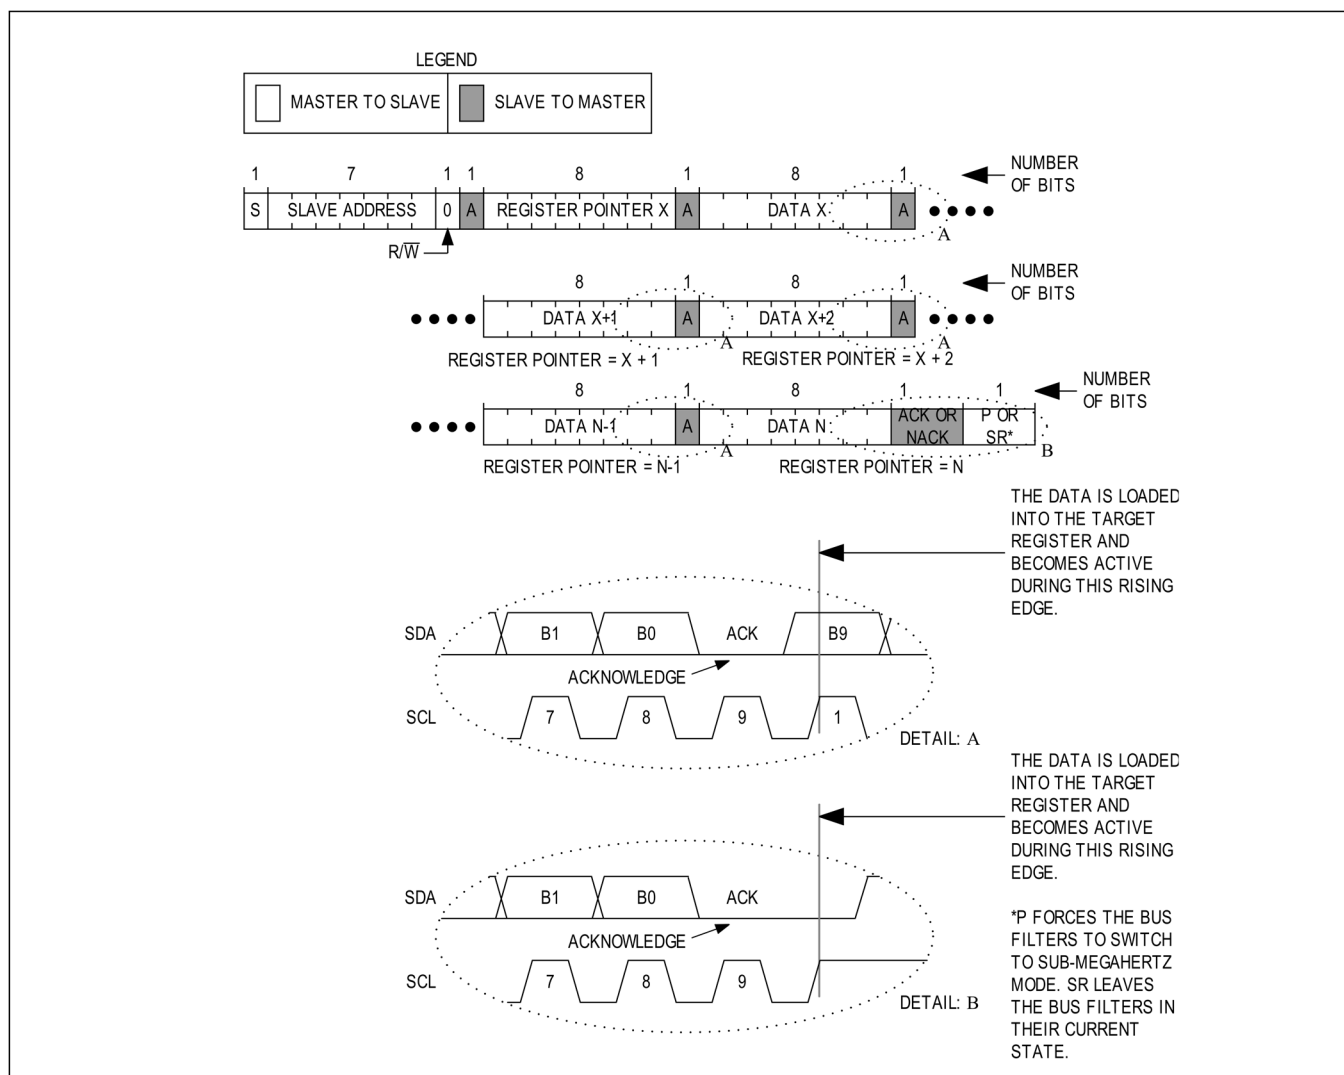 LEGEND
MASTER TO SLAVE SLAVE TO MASTER
1 7 1 1 8 1 8 1 NUMBER
OF BITS
S SLAVE ADDRESS 0 A REGISTER POINTER X A DATA X A
A
R/W̅
8 1 8 1 NUMBER
OF BITS
DATA X+1 A DATA X+2 A
A A
REGISTER POINTER = X + 1 REGISTER POINTER = X + 2
8 1 8 1 1 NUMBER
OF BITS
DATA N-1 A DATA N ACK OR P OR
NACK SR*
A B
REGISTER POINTER = N-1 REGISTER POINTER = N
THE DATA IS LOADED
INTO THE TARGET
REGISTER AND
BECOMES ACTIVE
DURING THIS RISING
EDGE.
SDA B1 B0 ACK B9
ACKNOWLEDGE
SCL 7 8 9 1
DETAIL: A
THE DATA IS LOADED
INTO THE TARGET
REGISTER AND
BECOMES ACTIVE
DURING THIS RISING
EDGE.
SDA B1 B0 ACK
ACKNOWLEDGE
SCL 7 8 9
DETAIL: B
*P FORCES THE BUS
FILTERS TO SWITCH
TO SUB-MEGAHERTZ
MODE. SR LEAVES
THE BUS FILTERS IN
THEIR CURRENT
STATE.